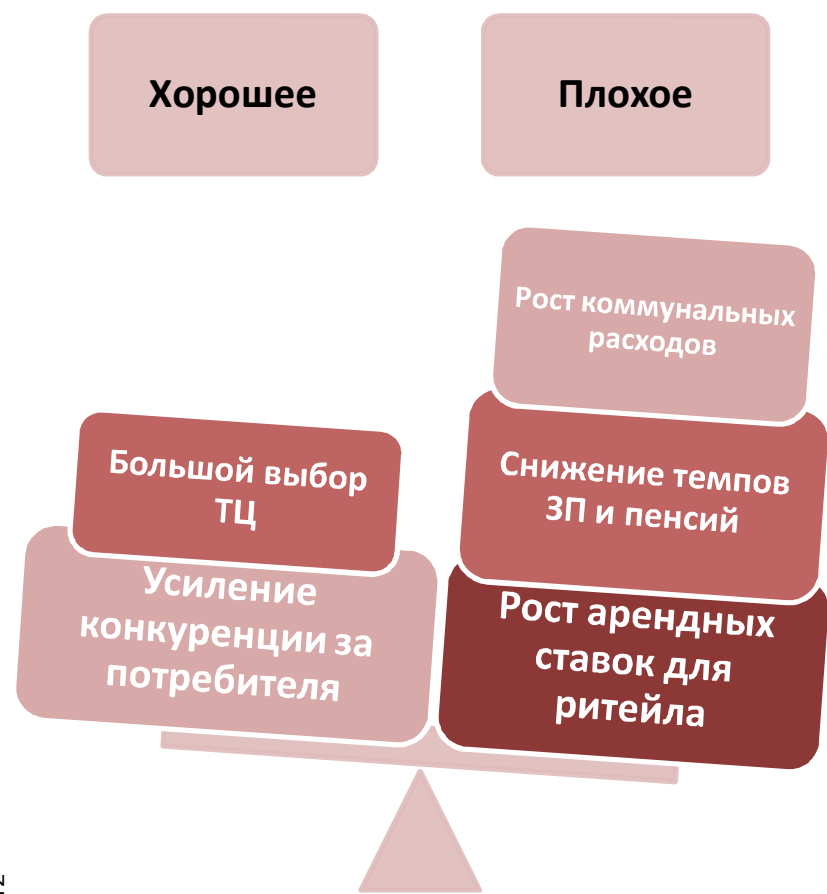 Хорошее
Плохое
Рост коммунальных
расходов
Большой выбор
ТЦ
Снижение темпов
ЗП и пенсий
Усиление
конкуренции за
потребителя
Рост арендных
ставок для
ритейла